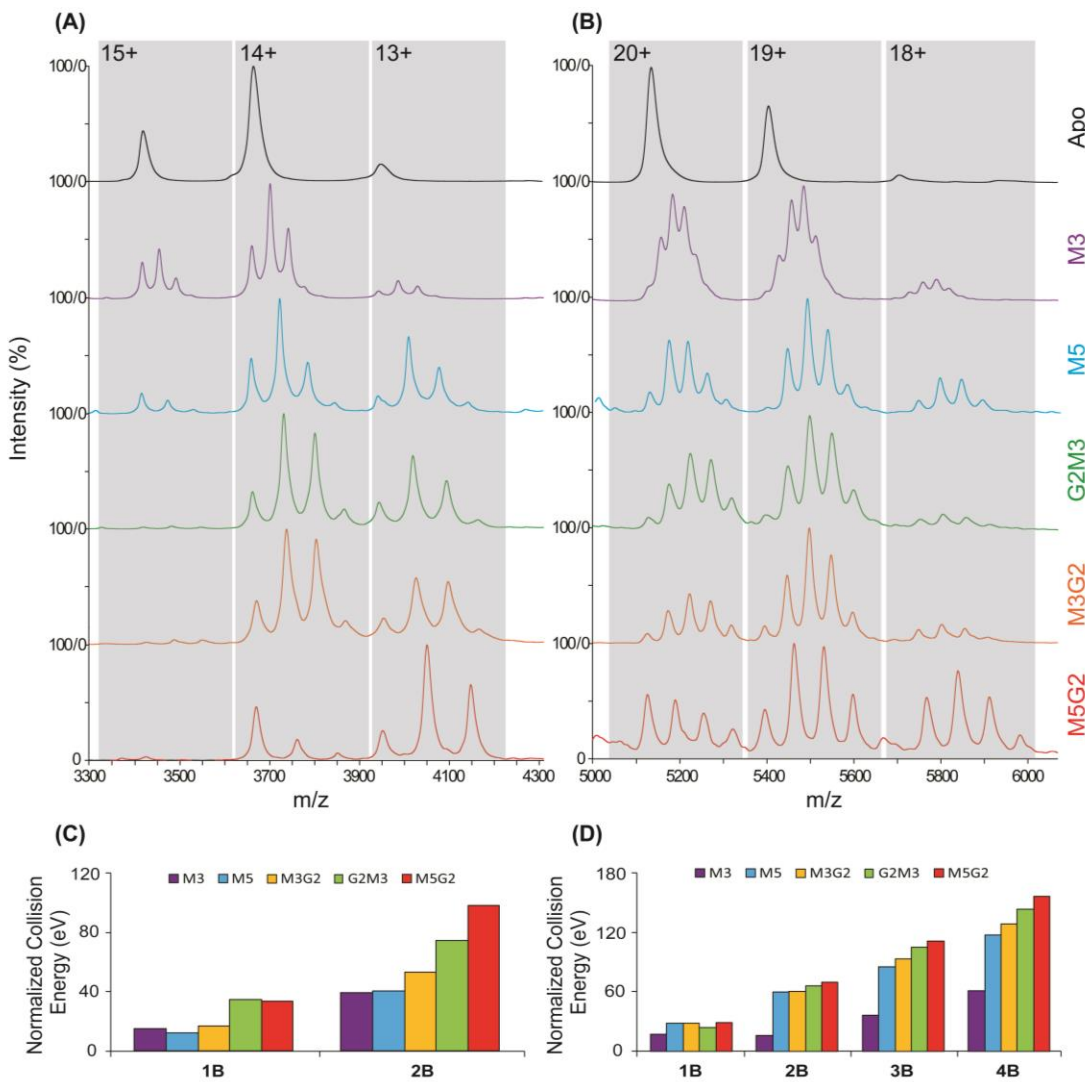 (A)
(B)
15+ 14+ 13+
20+ 19+ 18+
100/0
100/0
100/0
100/0
100/0
100/0
0
100/0
100/0
100/0
100/0
100/0
100/0
0
Intensity (%)
Apo
M3
M5
G2M3
M3G2
M5G2
3300 3500 3700 3900 4100 4300
m/z
5000 5200 5400 5600 5800 6000
m/z
(C)
Normalized Collision
Energy (eV)
120
80
40
0
M3 M5 M3G2 G2M3 M5G2
1B 2B
(D)
Normalized Collision
Energy (eV)
180
120
60
0
M3 M5 M3G2 G2M3 M5G2
1B 2B 3B 4B